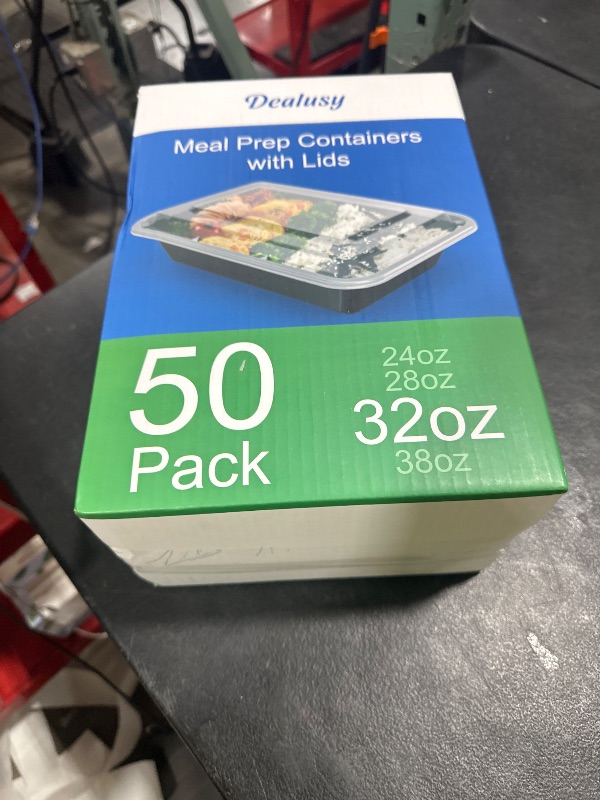 Dealusy
Meal Prep Containers
with Lids
50
Pack
24oz
28oz
32oz
38oz